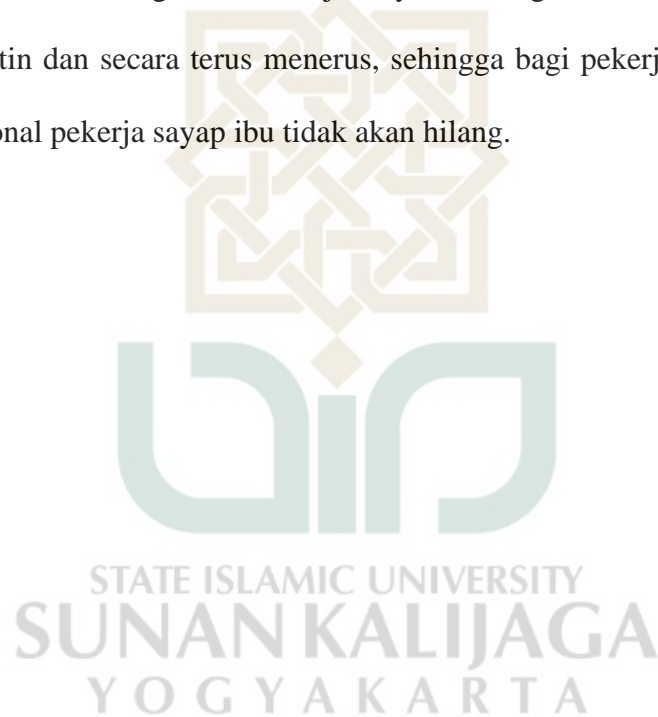 tin dan secara terus menerus, sehingga bagi pekerj
onal pekerja sayap ibu tidak akan hilang.
STATE ISLAMIC UNIVERSITY
SUNAN KALIJAGA
YOGYAKARTA